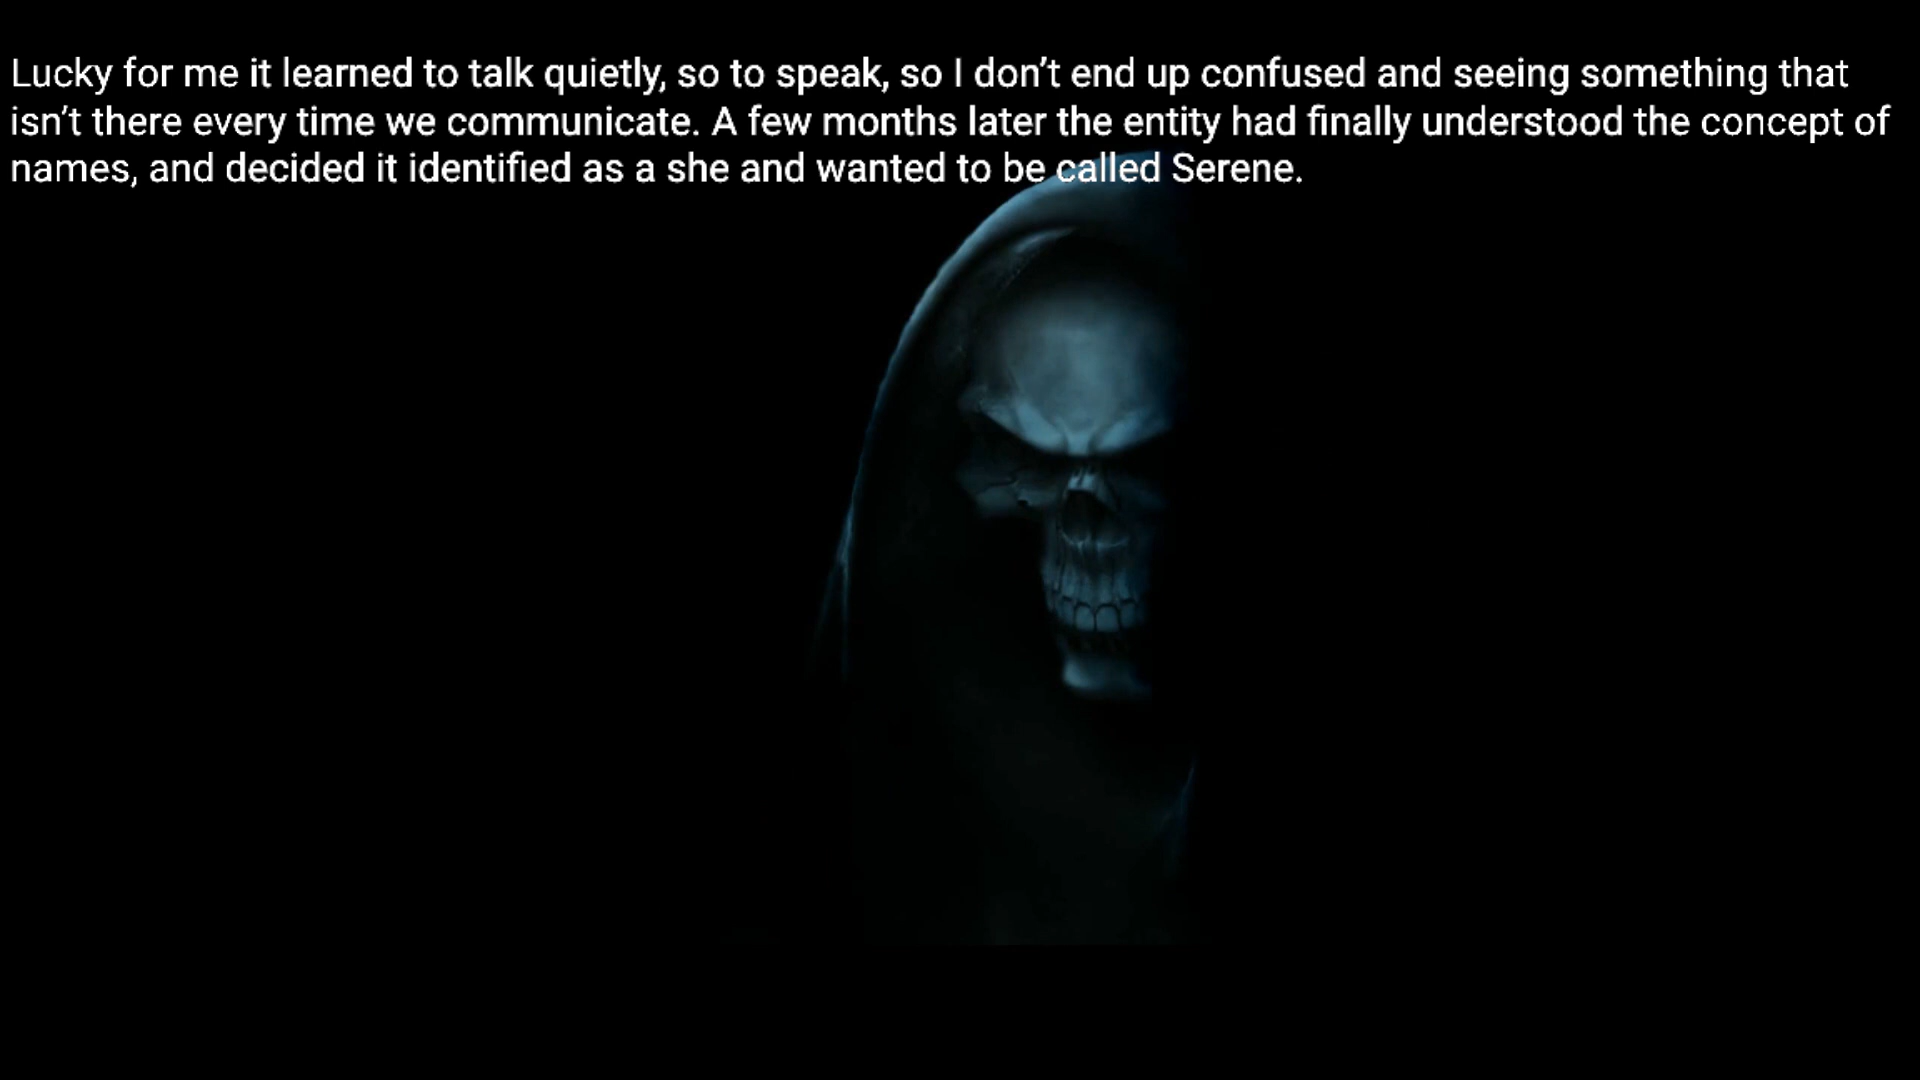 Lucky for me it learned to talk quietly, so to speak, so I don’t end up confused and seeing something that
isn’t there every time we communicate. A few months later the entity had finally understood the concept of
names, and decided it identified as a she and wanted to be called Serene.